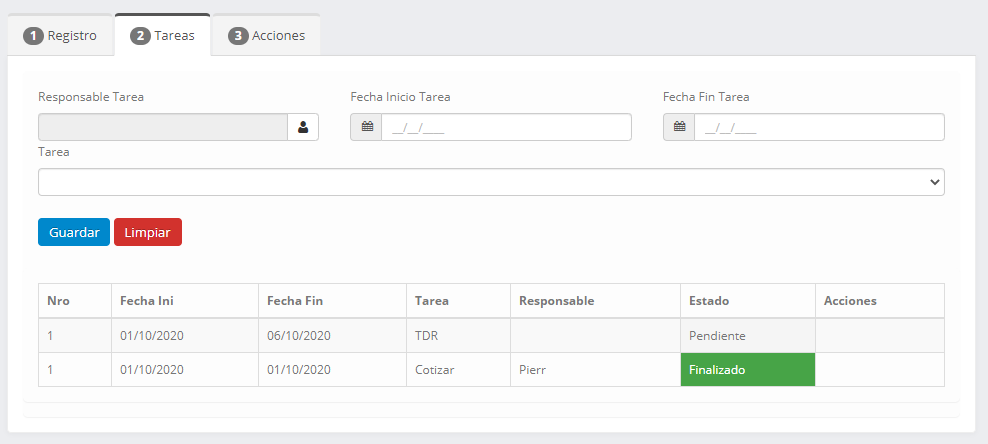 1 Registro 2 Tareas 3 Acciones
Responsable Tarea Fecha Inicio Tarea Fecha Fin Tarea
__/__/____ __/__/____
Tarea
Guardar Limpiar
Nro Fecha Ini Fecha Fin Tarea Responsable Estado Acciones
1 01/10/2020 06/10/2020 TDR Pendiente
1 01/10/2020 01/10/2020 Cotizar Pierr Finalizado